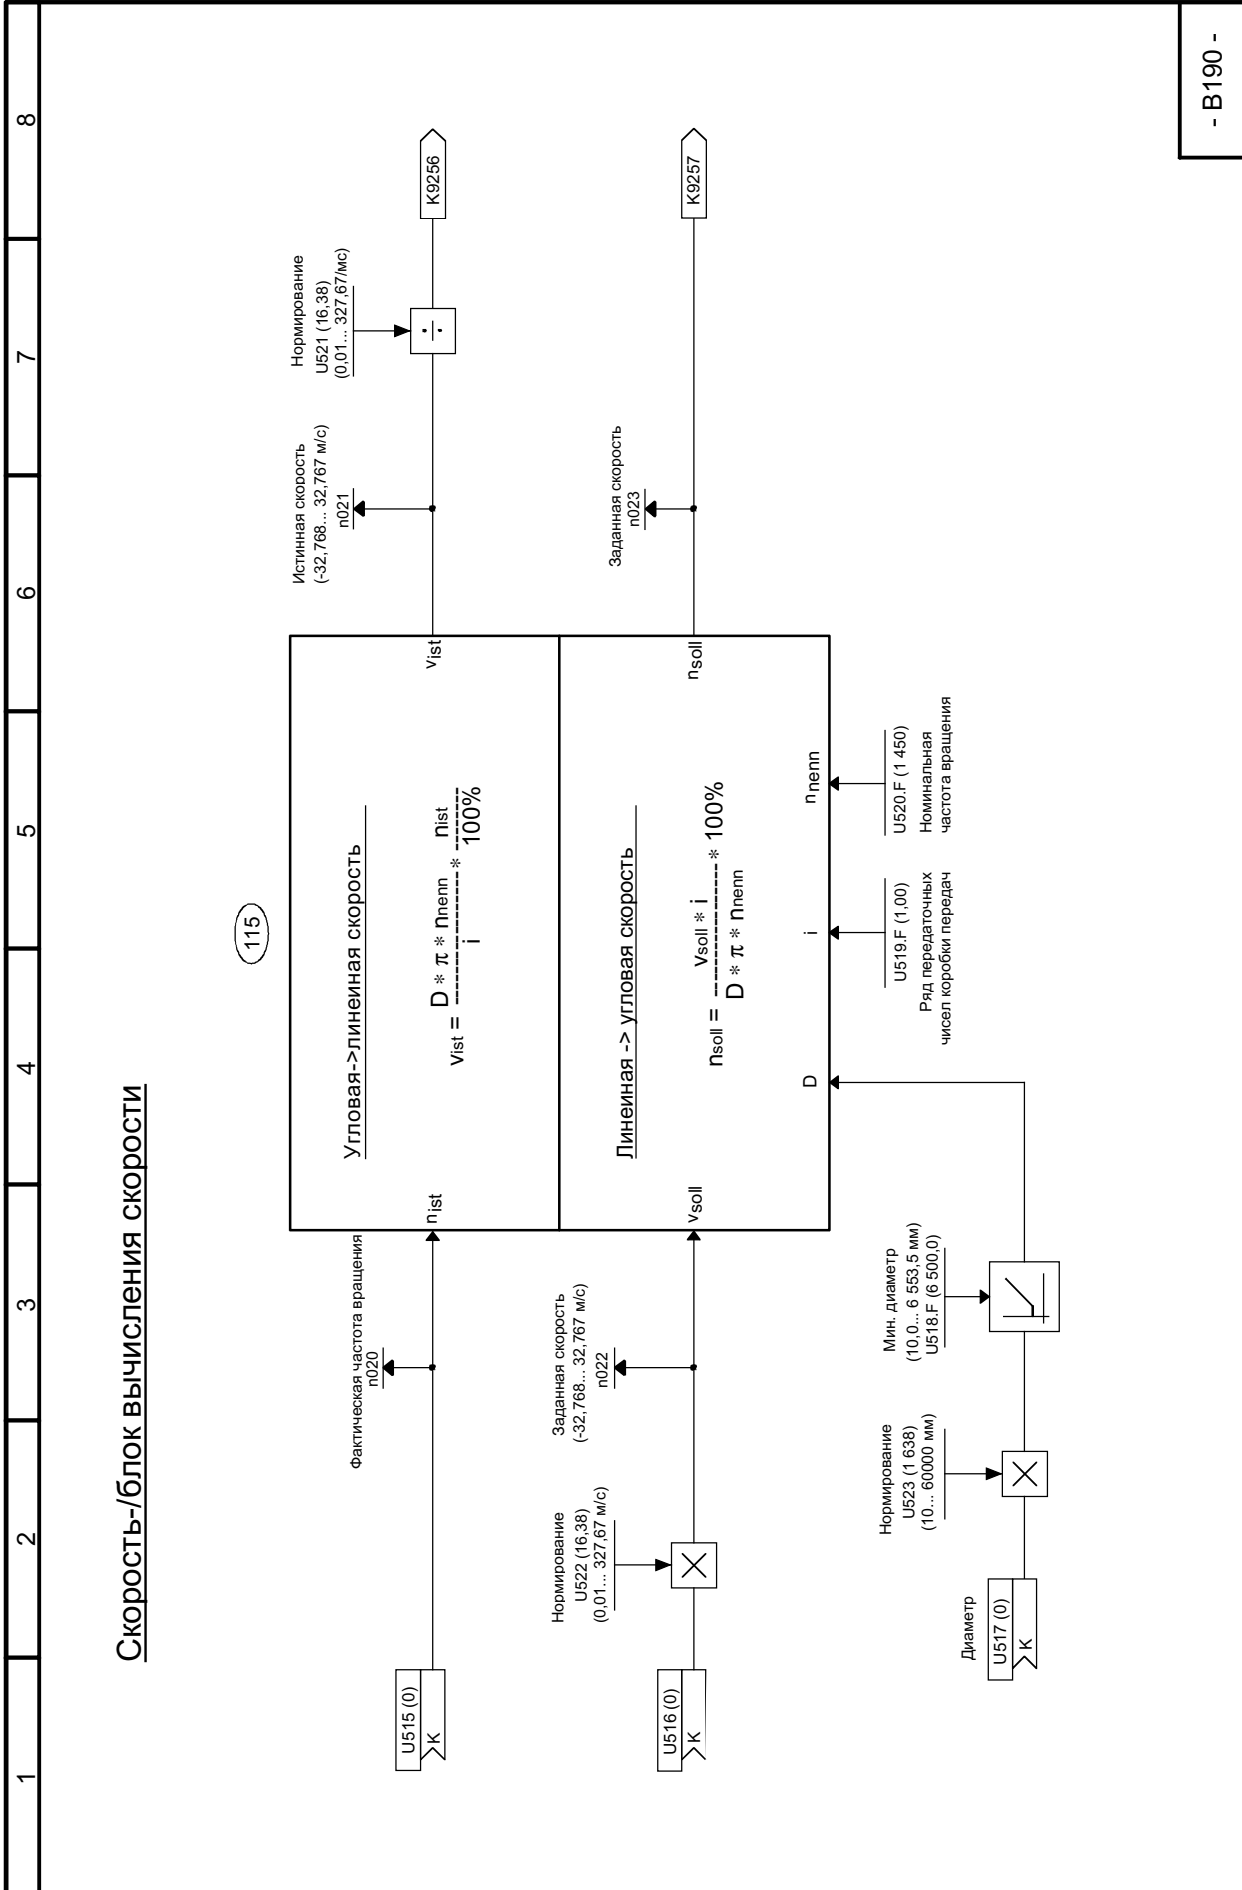 1 2 3 4 5 6 7 8
Скорость-/блок вычисления скорости
115
U515 (0)
K
Фактическая частота вращения
n020
nist
Угловая->линеиная скорость
vist = D * π * nnenn / i * nist / 100%
vist
Истинная скорость
(-32,768... 32,767 м/с)
n021
Нормирование
U521 (16,38)
(0,01... 327,67/мс)
K9256
U516 (0)
K
Нормирование
U522 (16,38)
(0,01... 327,67 м/с)
Заданная скорость
(-32,768... 32,767 м/с)
n022
vsoll
Линеиная -> угловая скорость
nsoll = vsoll * i / D * π * nnenn * 100%
nsoll
Заданная скорость
n023
K9257
Диаметр
U517 (0)
K
Нормирование
U523 (1 638)
(10... 60000 мм)
Мин. диаметр
(10,0... 6 553,5 мм)
U518.F (6 500,0)
D
i
U519.F (1,00)
Ряд передаточных
чисел коробки передач
nnenn
U520.F (1 450)
Номинальная
частота вращения
- B190 -